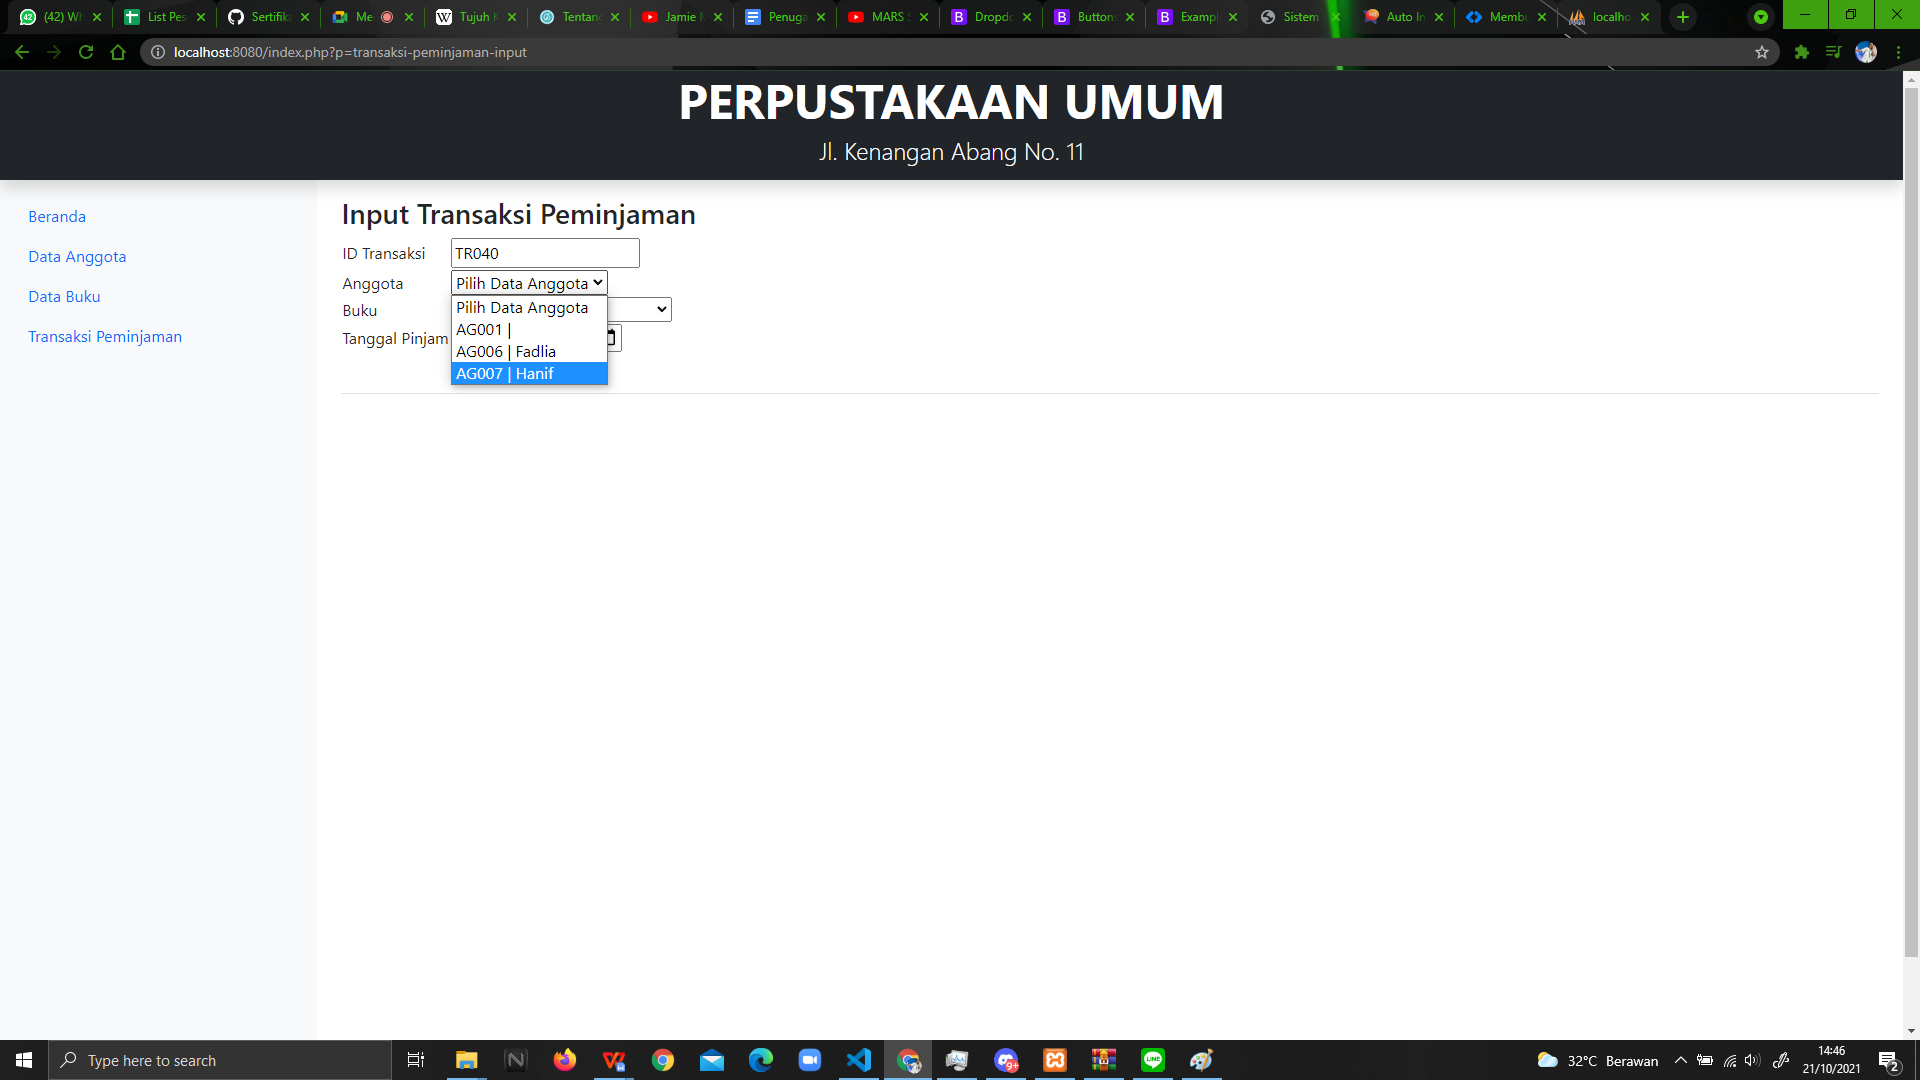 (42) Wh
List Pes
Sertifik
Me
Tujuh K
Tentan
Jamie
Penuga
MARS
Dropdo
Button
Exampl
Sistem
Auto In
Memb
localho
localhost:8080/index.php?p=transaksi-peminjaman-input
PERPUSTAKAAN UMUM
Jl. Kenangan Abang No. 11
Beranda
Data Anggota
Data Buku
Transaksi Peminjaman
Input Transaksi Peminjaman
ID Transaksi TR040
Anggota Pilih Data Anggota
Pilih Data Anggota
AG001 |
AG006 | Fadlia
AG007 | Hanif
Buku
Tanggal Pinjam
Type here to search
9+
32°C Berawan
14:46
21/10/2021
2